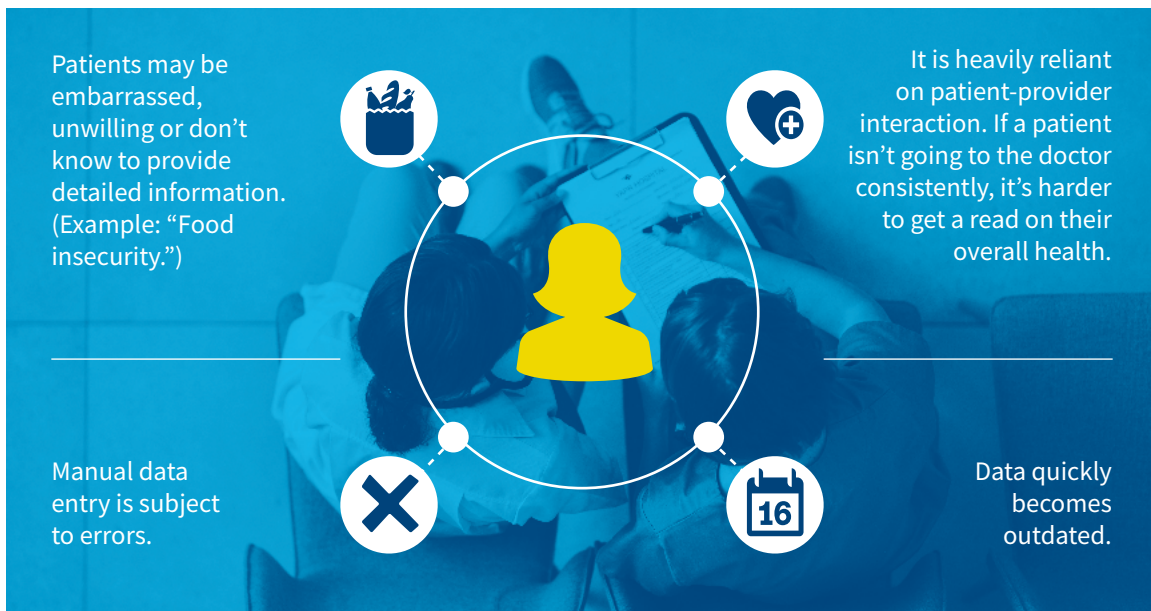 Patients may be
embarrassed,
unwilling or don’t
know to provide
detailed information.
(Example: “Food
insecurity.”)
It is heavily reliant
on patient-provider
interaction. If a patient
isn’t going to the doctor
consistently, it’s harder
to get a read on their
overall health.
Manual data
entry is subject
to errors.
16
Data quickly
becomes
outdated.